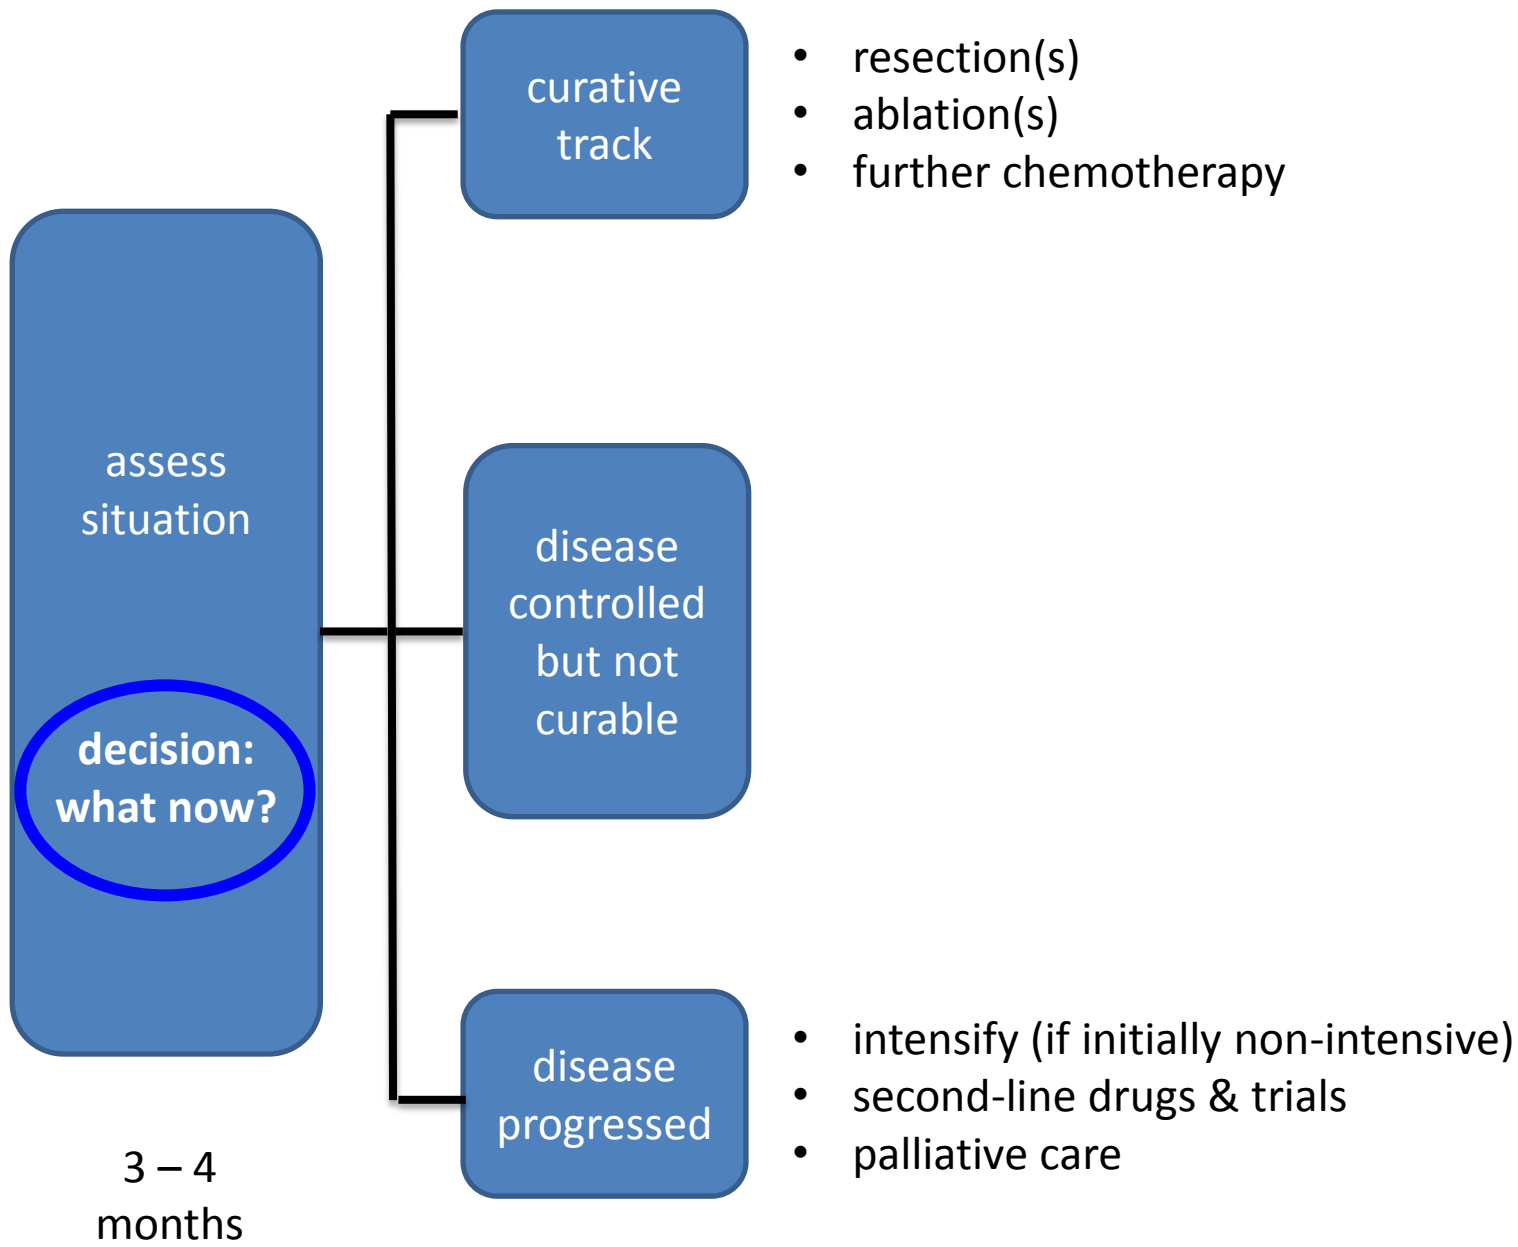 assess
situation
decision:
what now?
3 – 4
months
curative
track
• resection(s)
• ablation(s)
• further chemotherapy
disease
controlled
but not
curable
disease
progressed
• intensify (if initially non-intensive)
• second-line drugs & trials
• palliative care